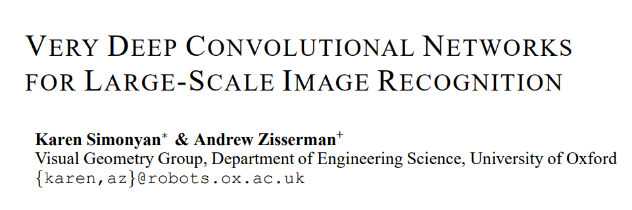 VERY DEEP CONVOLUTIONAL NETWORKS
FOR LARGE-SCALE IMAGE RECOGNITION
Karen Simonyan* & Andrew Zisserman+
Visual Geometry Group, Department of Engineering Science, University of Oxford
{karen,az}@robots.ox.ac.uk